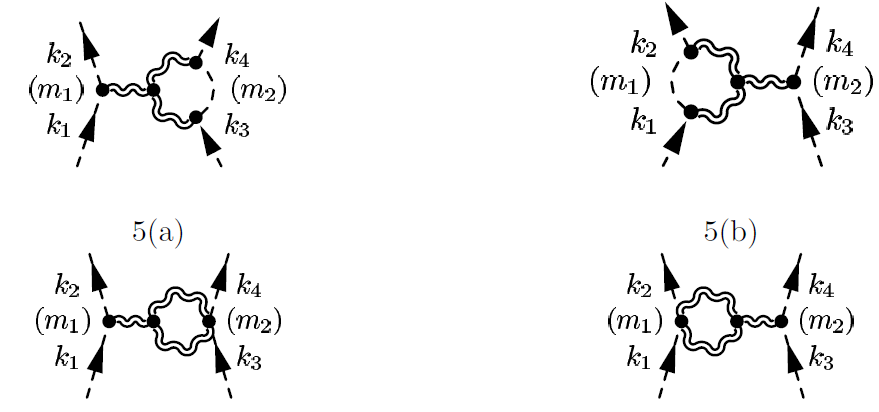 k₂ k₄ k₂ k₄
(m₁) (m₂) (m₁) (m₂)
k₁ k₃ k₁ k₃
5(a) 5(b)
k₂ k₄ k₂ k₄
(m₁) (m₂) (m₁) (m₂)
k₁ k₃ k₁ k₃